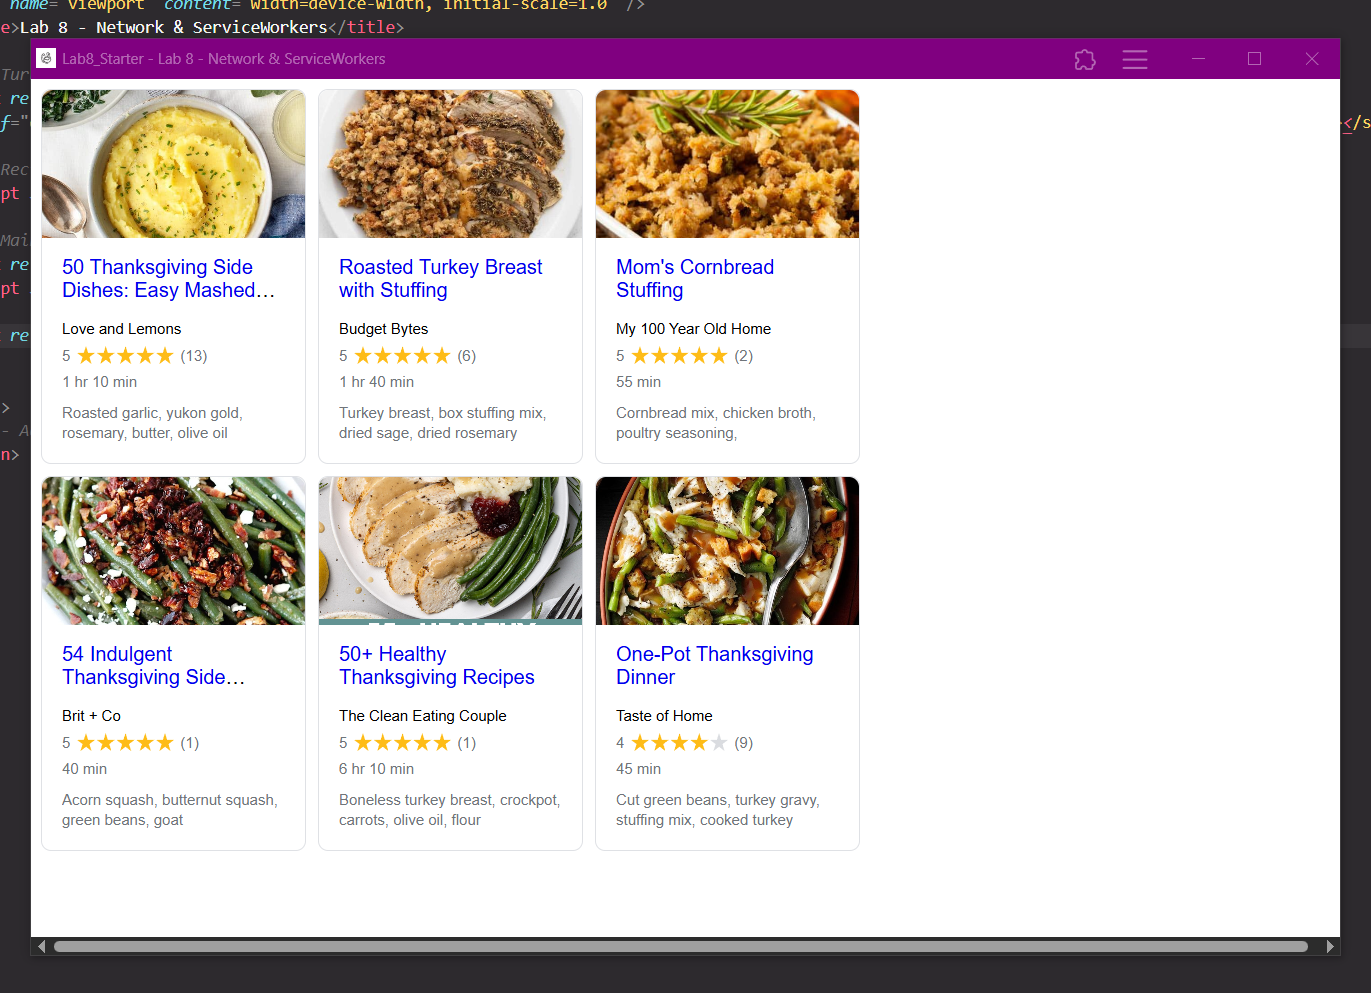 name="viewport" content="width=device-width, initial-scale=1.0" />
e>Lab 8 - Network & ServiceWorkers</title>
Lab8_Starter - Lab 8 - Network & ServiceWorkers
Tur
re
f="
</s
Rec
pt
Mai
re
pt
re
>
- A
n>
50 Thanksgiving Side
Dishes: Easy Mashed…
Love and Lemons
5 ★★★★★ (13)
1 hr 10 min
Roasted garlic, yukon gold,
rosemary, butter, olive oil
Roasted Turkey Breast
with Stuffing
Budget Bytes
5 ★★★★★ (6)
1 hr 40 min
Turkey breast, box stuffing mix,
dried sage, dried rosemary
Mom's Cornbread
Stuffing
My 100 Year Old Home
5 ★★★★★ (2)
55 min
Cornbread mix, chicken broth,
poultry seasoning,
54 Indulgent
Thanksgiving Side…
Brit + Co
5 ★★★★★ (1)
40 min
Acorn squash, butternut squash,
green beans, goat
50+ Healthy
Thanksgiving Recipes
The Clean Eating Couple
5 ★★★★★ (1)
6 hr 10 min
Boneless turkey breast, crockpot,
carrots, olive oil, flour
One-Pot Thanksgiving
Dinner
Taste of Home
4 ★★★★☆ (9)
45 min
Cut green beans, turkey gravy,
stuffing mix, cooked turkey